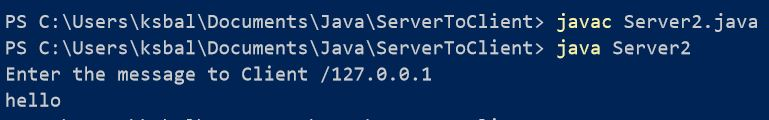 PS C:\Users\ksbal\Documents\Java\ServerToClient> javac Server2.java
PS C:\Users\ksbal\Documents\Java\ServerToClient> java Server2
Enter the message to Client /127.0.0.1
hello